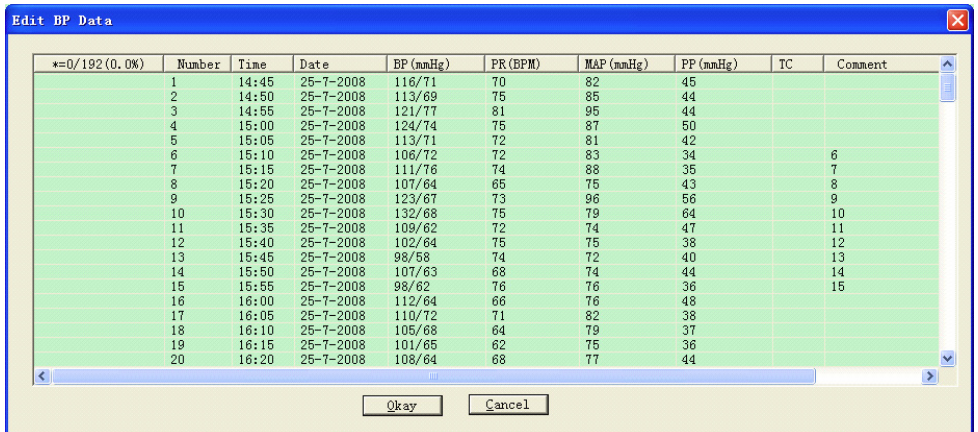 Edit BP Data
*=0/192(0.0%) Number Time Date BP(mmHg) PR(BPM) MAP(mmHg) PP(mmHg) TC Comment
1 14:45 25-7-2008 116/71 70 82 45
2 14:50 25-7-2008 113/69 75 85 44
3 14:55 25-7-2008 121/77 81 95 44
4 15:00 25-7-2008 124/74 75 87 50
5 15:05 25-7-2008 113/71 72 81 42
6 15:10 25-7-2008 106/72 72 83 34 6
7 15:15 25-7-2008 111/76 74 88 35 7
8 15:20 25-7-2008 107/64 65 75 43 8
9 15:25 25-7-2008 123/67 73 96 56 9
10 15:30 25-7-2008 132/68 75 79 64 10
11 15:35 25-7-2008 109/62 72 74 47 11
12 15:40 25-7-2008 102/64 75 75 38 12
13 15:45 25-7-2008 98/58 74 72 40 13
14 15:50 25-7-2008 107/63 68 74 44 14
15 15:55 25-7-2008 98/62 76 76 36 15
16 16:00 25-7-2008 112/64 66 76 48
17 16:05 25-7-2008 110/72 71 82 38
18 16:10 25-7-2008 105/68 64 79 37
19 16:15 25-7-2008 101/65 62 75 36
20 16:20 25-7-2008 108/64 68 77 44
Okay Cancel